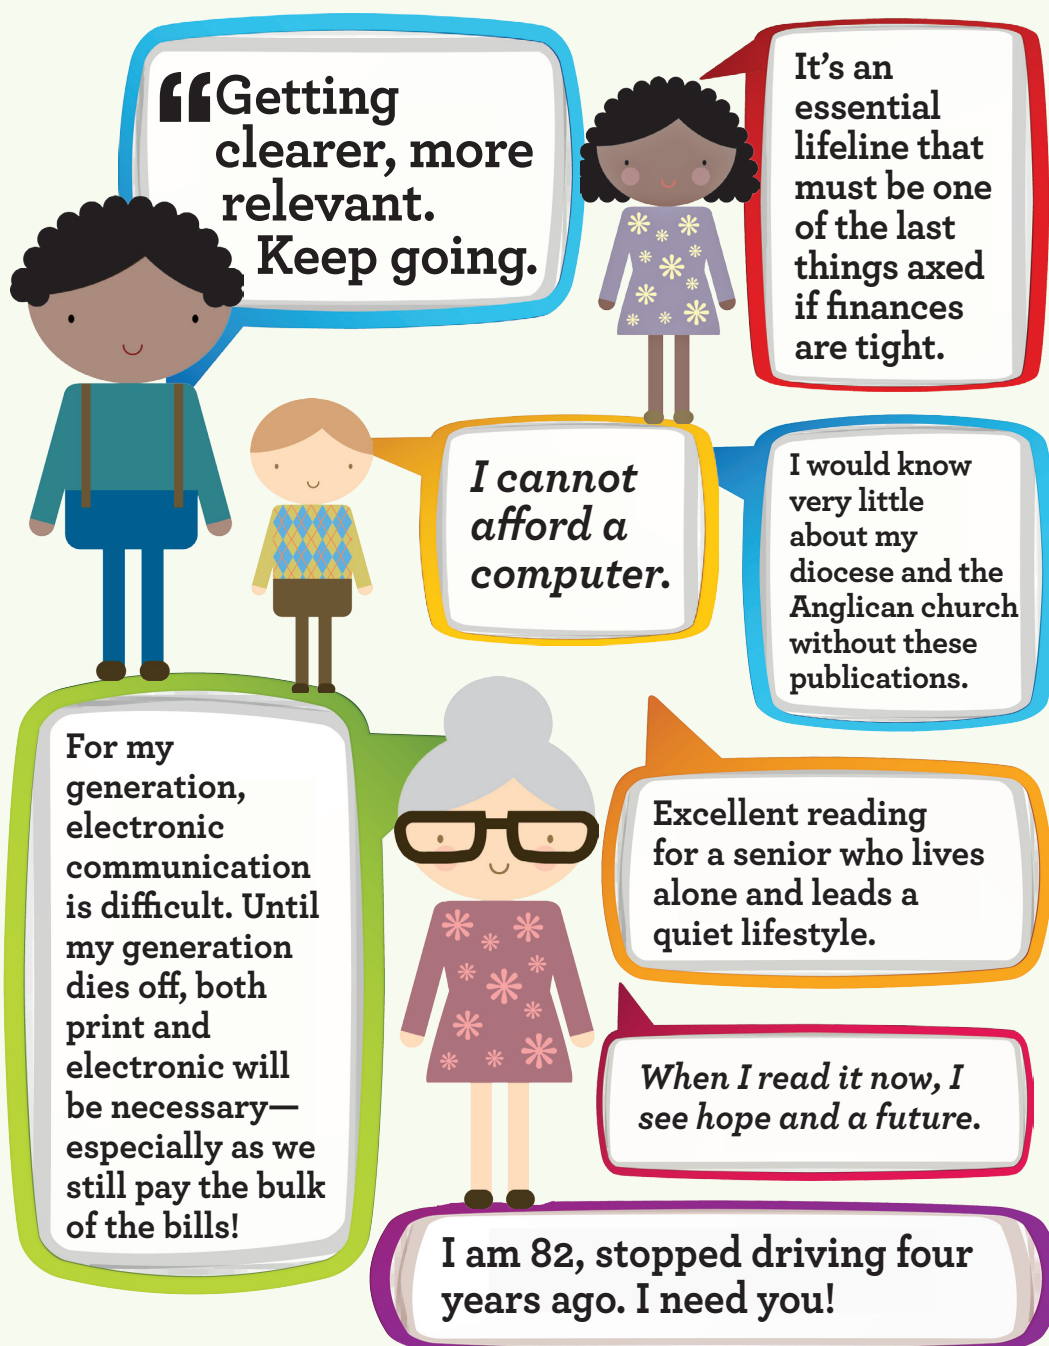 “Getting
clearer, more
relevant.
Keep going.
It’s an
essential
lifeline that
must be one
of the last
things axed
if finances
are tight.
I cannot
afford a
computer.
I would know
very little
about my
diocese and the
Anglican church
without these
publications.
For my
generation,
electronic
communication
is difficult. Until
my generation
dies off, both
print and
electronic will
be necessary—
especially as we
still pay the bulk
of the bills!
Excellent reading
for a senior who lives
alone and leads a
quiet lifestyle.
When I read it now, I
see hope and a future.
I am 82, stopped driving four
years ago. I need you!